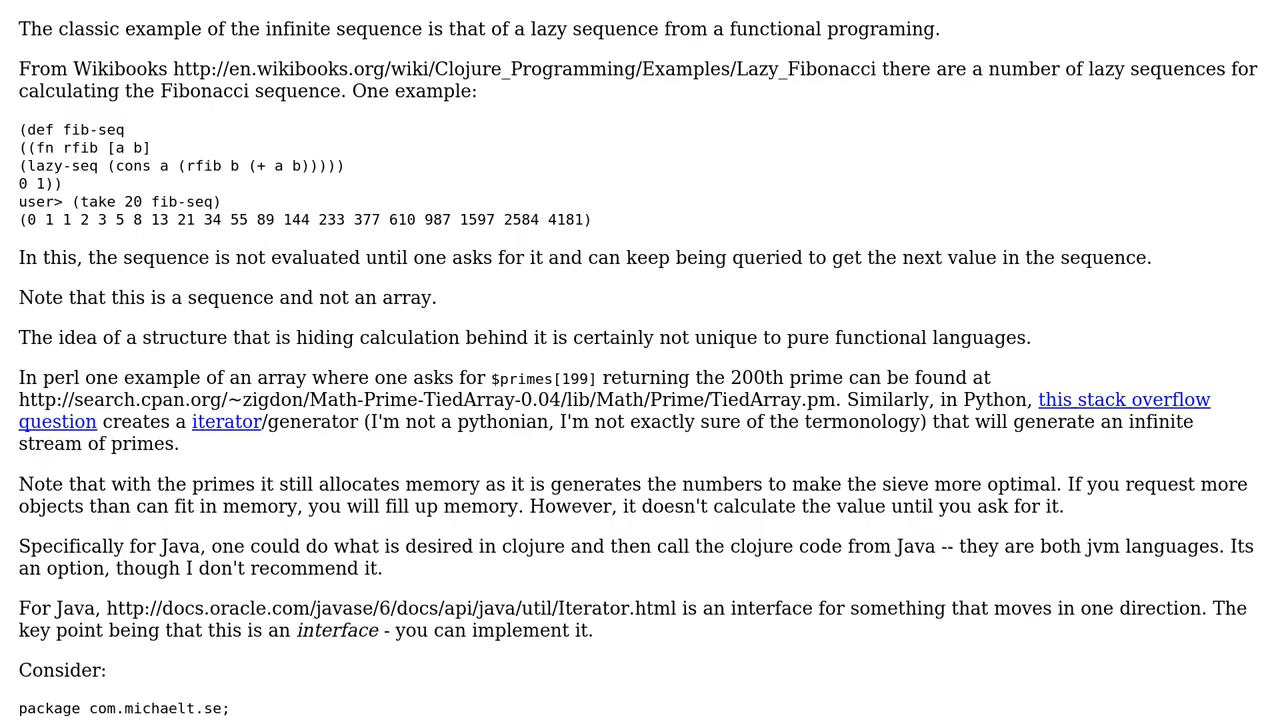 The classic example of the infinite sequence is that of a lazy sequence from a functional programing.
From Wikibooks http://en.wikibooks.org/wiki/Clojure_Programming/Examples/Lazy_Fibonacci there are a number of lazy sequences for
calculating the Fibonacci sequence. One example:
(def fib-seq
((fn rfib [a b]
(lazy-seq (cons a (rfib b (+ a b)))))
0 1))
user> (take 20 fib-seq)
(0 1 1 2 3 5 8 13 21 34 55 89 144 233 377 610 987 1597 2584 4181)
In this, the sequence is not evaluated until one asks for it and can keep being queried to get the next value in the sequence.
Note that this is a sequence and not an array.
The idea of a structure that is hiding calculation behind it is certainly not unique to pure functional languages.
In perl one example of an array where one asks for $primes[199] returning the 200th prime can be found at
http://search.cpan.org/~zigdon/Math-Prime-TiedArray-0.04/lib/Math/Prime/TiedArray.pm. Similarly, in Python, this stack overflow
question creates a iterator/generator (I'm not a pythonian, I'm not exactly sure of the termonology) that will generate an infinite
stream of primes.
Note that with the primes it still allocates memory as it is generates the numbers to make the sieve more optimal. If you request more
objects than can fit in memory, you will fill up memory. However, it doesn't calculate the value until you ask for it.
Specifically for Java, one could do what is desired in clojure and then call the clojure code from Java -- they are both jvm languages. Its
an option, though I don't recommend it.
For Java, http://docs.oracle.com/javase/6/docs/api/java/util/Iterator.html is an interface for something that moves in one direction. The
key point being that this is an interface - you can implement it.
Consider:
package com.michaelt.se;